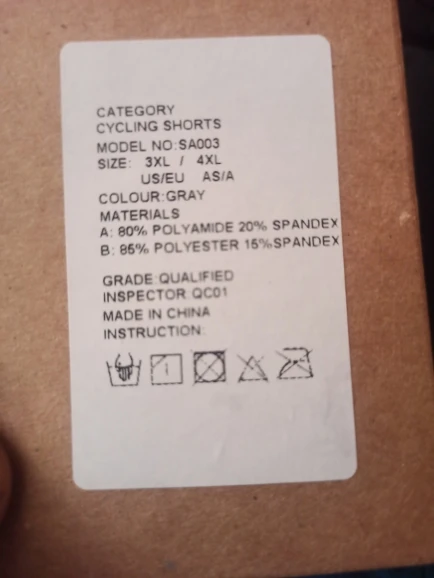 CATEGORY
CYCLING SHORTS
MODEL NO:SA003
SIZE: 3XL / 4XL
US/EU AS/A
COLOUR:GRAY
MATERIALS
A: 80% POLYAMIDE 20% SPANDEX
B: 85% POLYESTER 15%SPANDEX
GRADE:QUALIFIED
INSPECTOR:QC01
MADE IN CHINA
INSTRUCTION: